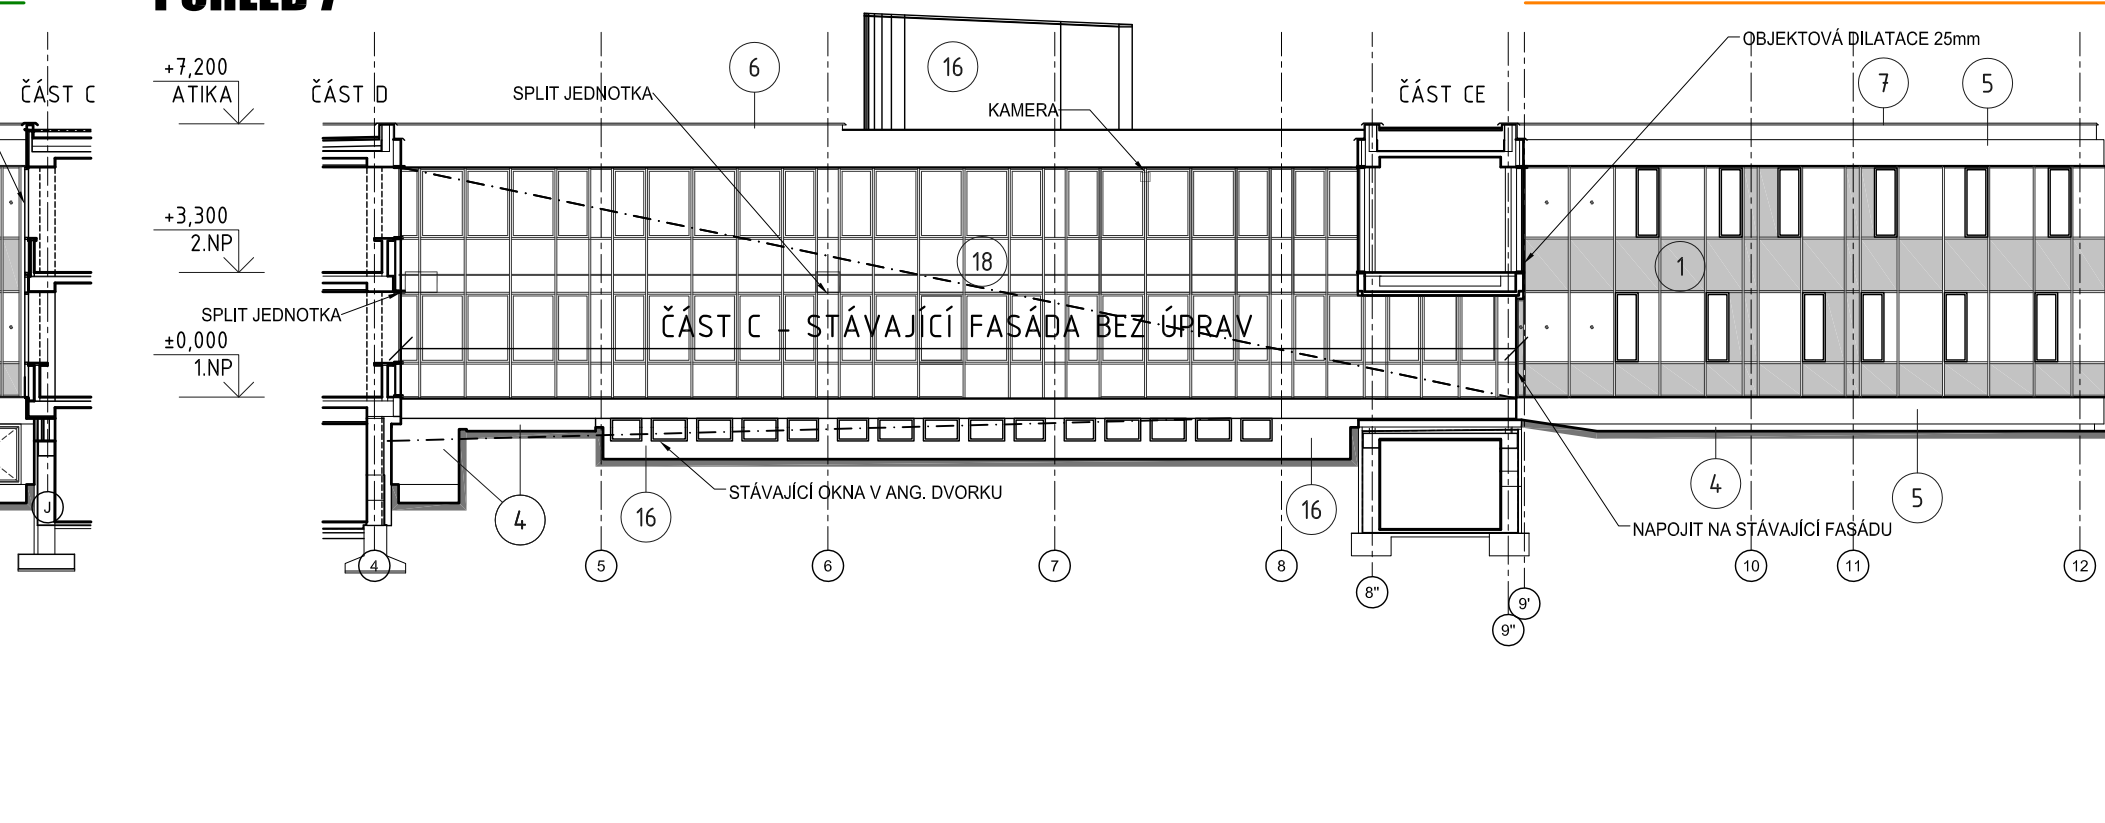 POHLED 7
OBJEKTOVÁ DILATACE 25mm
+7,200
ATIKA
ČÁST C
ČÁST D
SPLIT JEDNOTKA
6
16
KAMERA
ČÁST CE
7
5
+3,300
2.NP
18
1
SPLIT JEDNOTKA
±0,000
1.NP
ČÁST C - STÁVAJÍCÍ FASÁDA BEZ ÚPRAV
STÁVAJÍCÍ OKNA V ANG. DVORKU
4
16
16
4
5
NAPOJIT NA STÁVAJÍCÍ FASÁDU
J
4
5
6
7
8
8"
9'
9"
10
11
12